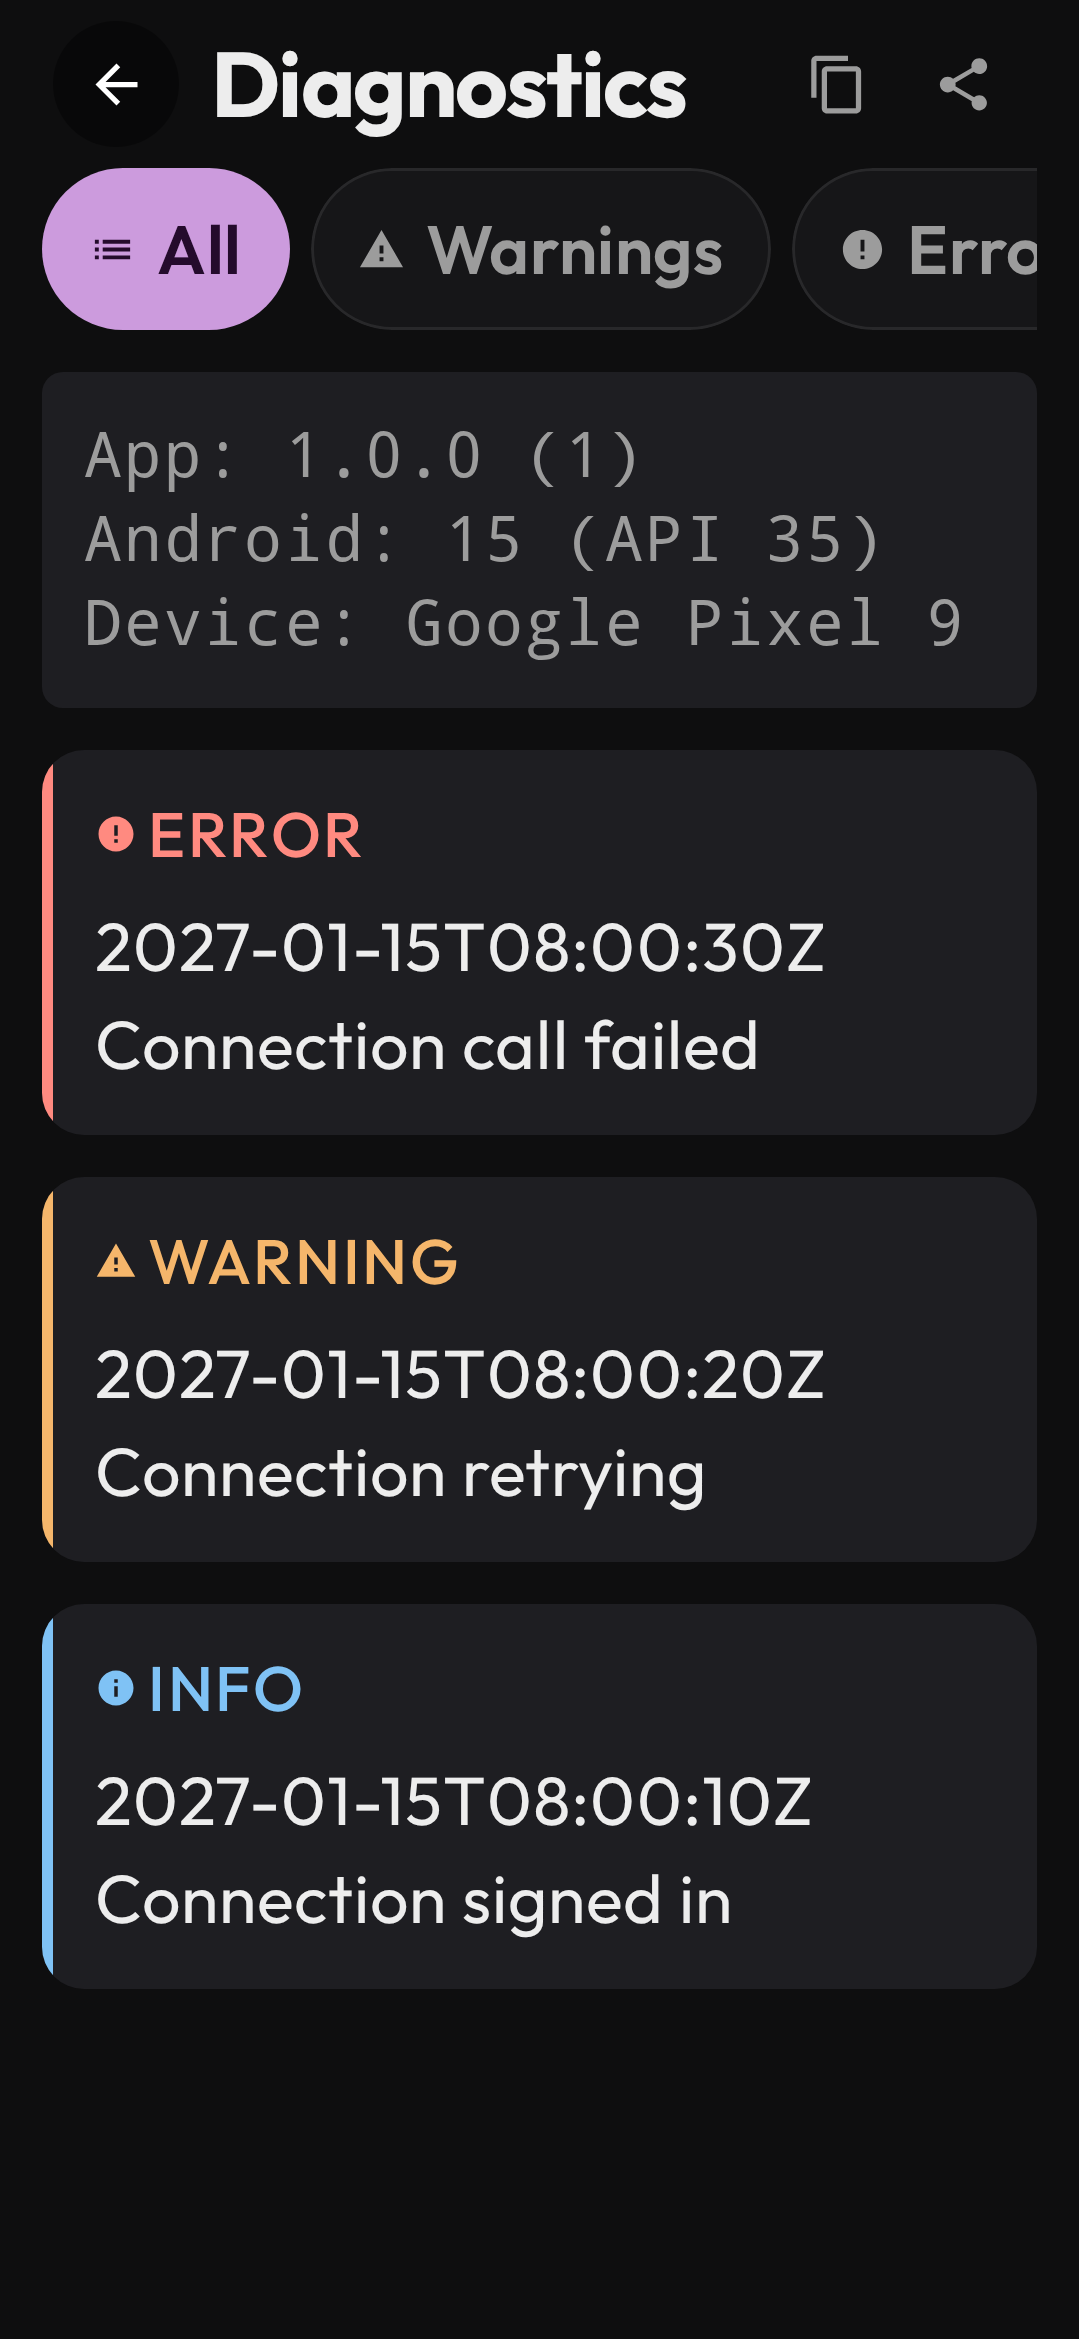 Diagnostics
All
Warnings
Erro
App: 1.0.0 (1)
Android: 15 (API 35)
Device: Google Pixel 9
ERROR
2027-01-15T08:00:30Z
Connection call failed
WARNING
2027-01-15T08:00:20Z
Connection retrying
INFO
2027-01-15T08:00:10Z
Connection signed in